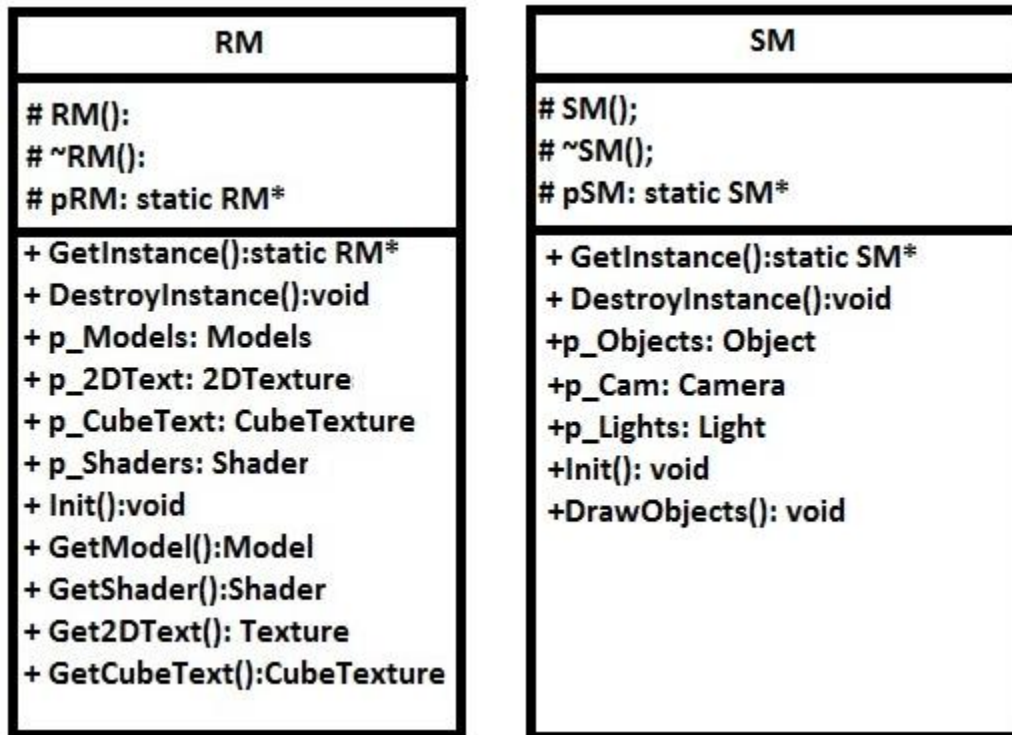 RM
# RM():
# ~RM():
# pRM: static RM*
+ GetInstance():static RM*
+ DestroyInstance():void
+ p_Models: Models
+ p_2DText: 2DTexture
+ p_CubeText: CubeTexture
+ p_Shaders: Shader
+ Init():void
+ GetModel():Model
+ GetShader():Shader
+ Get2DText(): Texture
+ GetCubeText():CubeTexture
SM
# SM();
# ~SM();
# pSM: static SM*
+ GetInstance():static SM*
+ DestroyInstance():void
+p_Objects: Object
+p_Cam: Camera
+p_Lights: Light
+Init(): void
+DrawObjects(): void